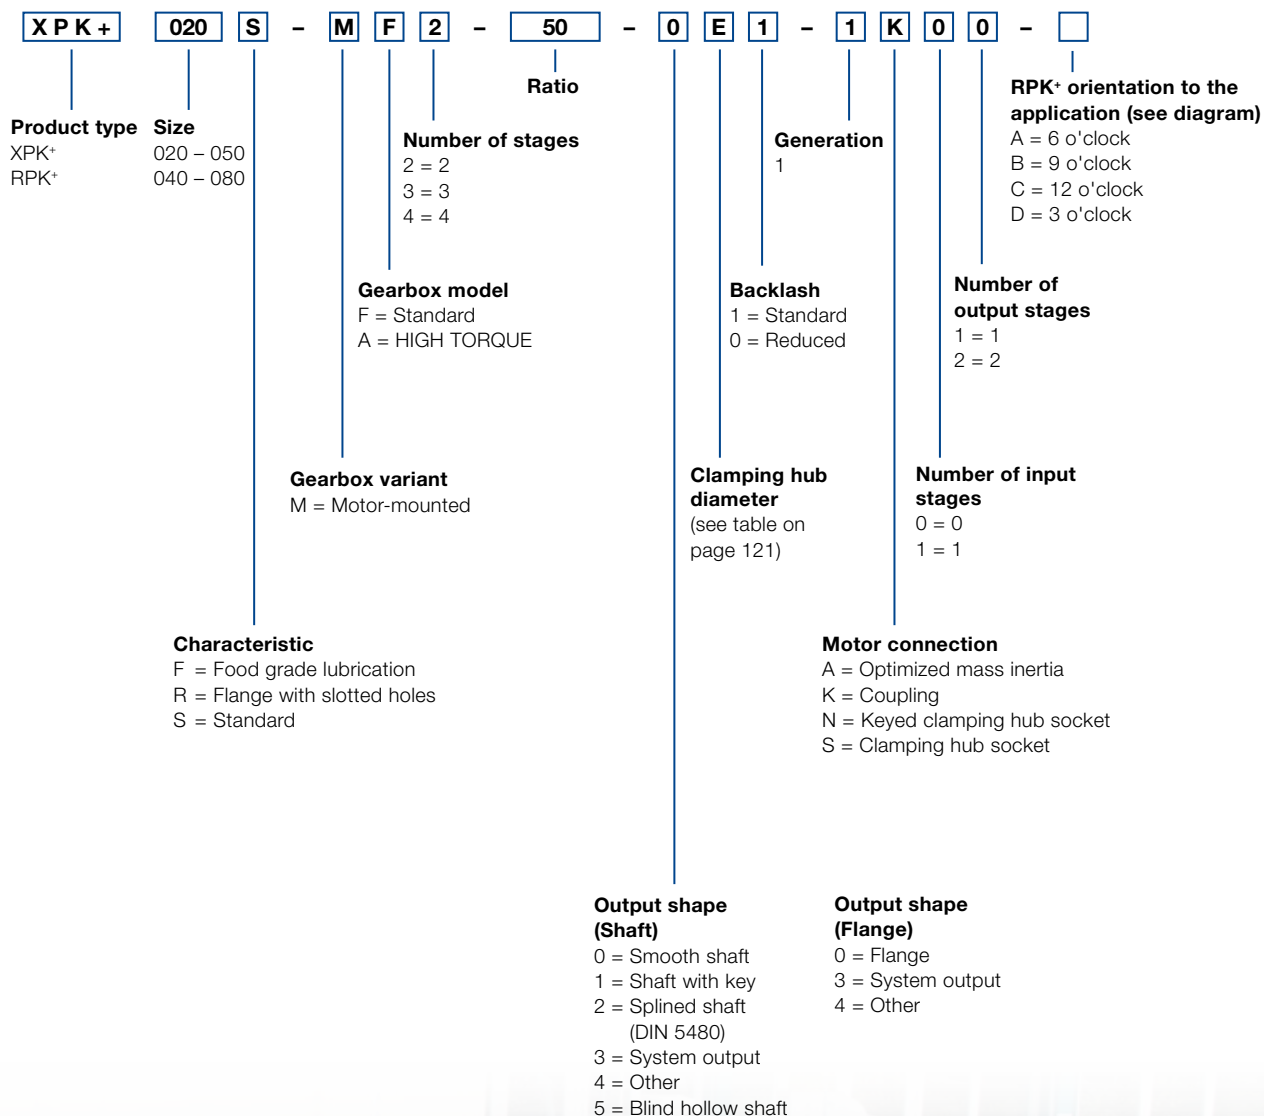 XPK+ 020 S – M F 2 – 50 – 0 E 1 – 1 K 0 0 –
Ratio
RPK+ orientation to the
application (see diagram)
A = 6 o'clock
B = 9 o'clock
C = 12 o'clock
D = 3 o'clock
Product type
XPK+
RPK+
Size
020 – 050
040 – 080
Number of stages
2 = 2
3 = 3
4 = 4
Generation
1
Gearbox model
F = Standard
A = HIGH TORQUE
Backlash
1 = Standard
0 = Reduced
Number of
output stages
1 = 1
2 = 2
Gearbox variant
M = Motor-mounted
Clamping hub
diameter
(see table on
page 121)
Number of input
stages
0 = 0
1 = 1
Characteristic
F = Food grade lubrication
R = Flange with slotted holes
S = Standard
Motor connection
A = Optimized mass inertia
K = Coupling
N = Keyed clamping hub socket
S = Clamping hub socket
Output shape
(Shaft)
0 = Smooth shaft
1 = Shaft with key
2 = Splined shaft
(DIN 5480)
3 = System output
4 = Other
5 = Blind hollow shaft
Output shape
(Flange)
0 = Flange
3 = System output
4 = Other